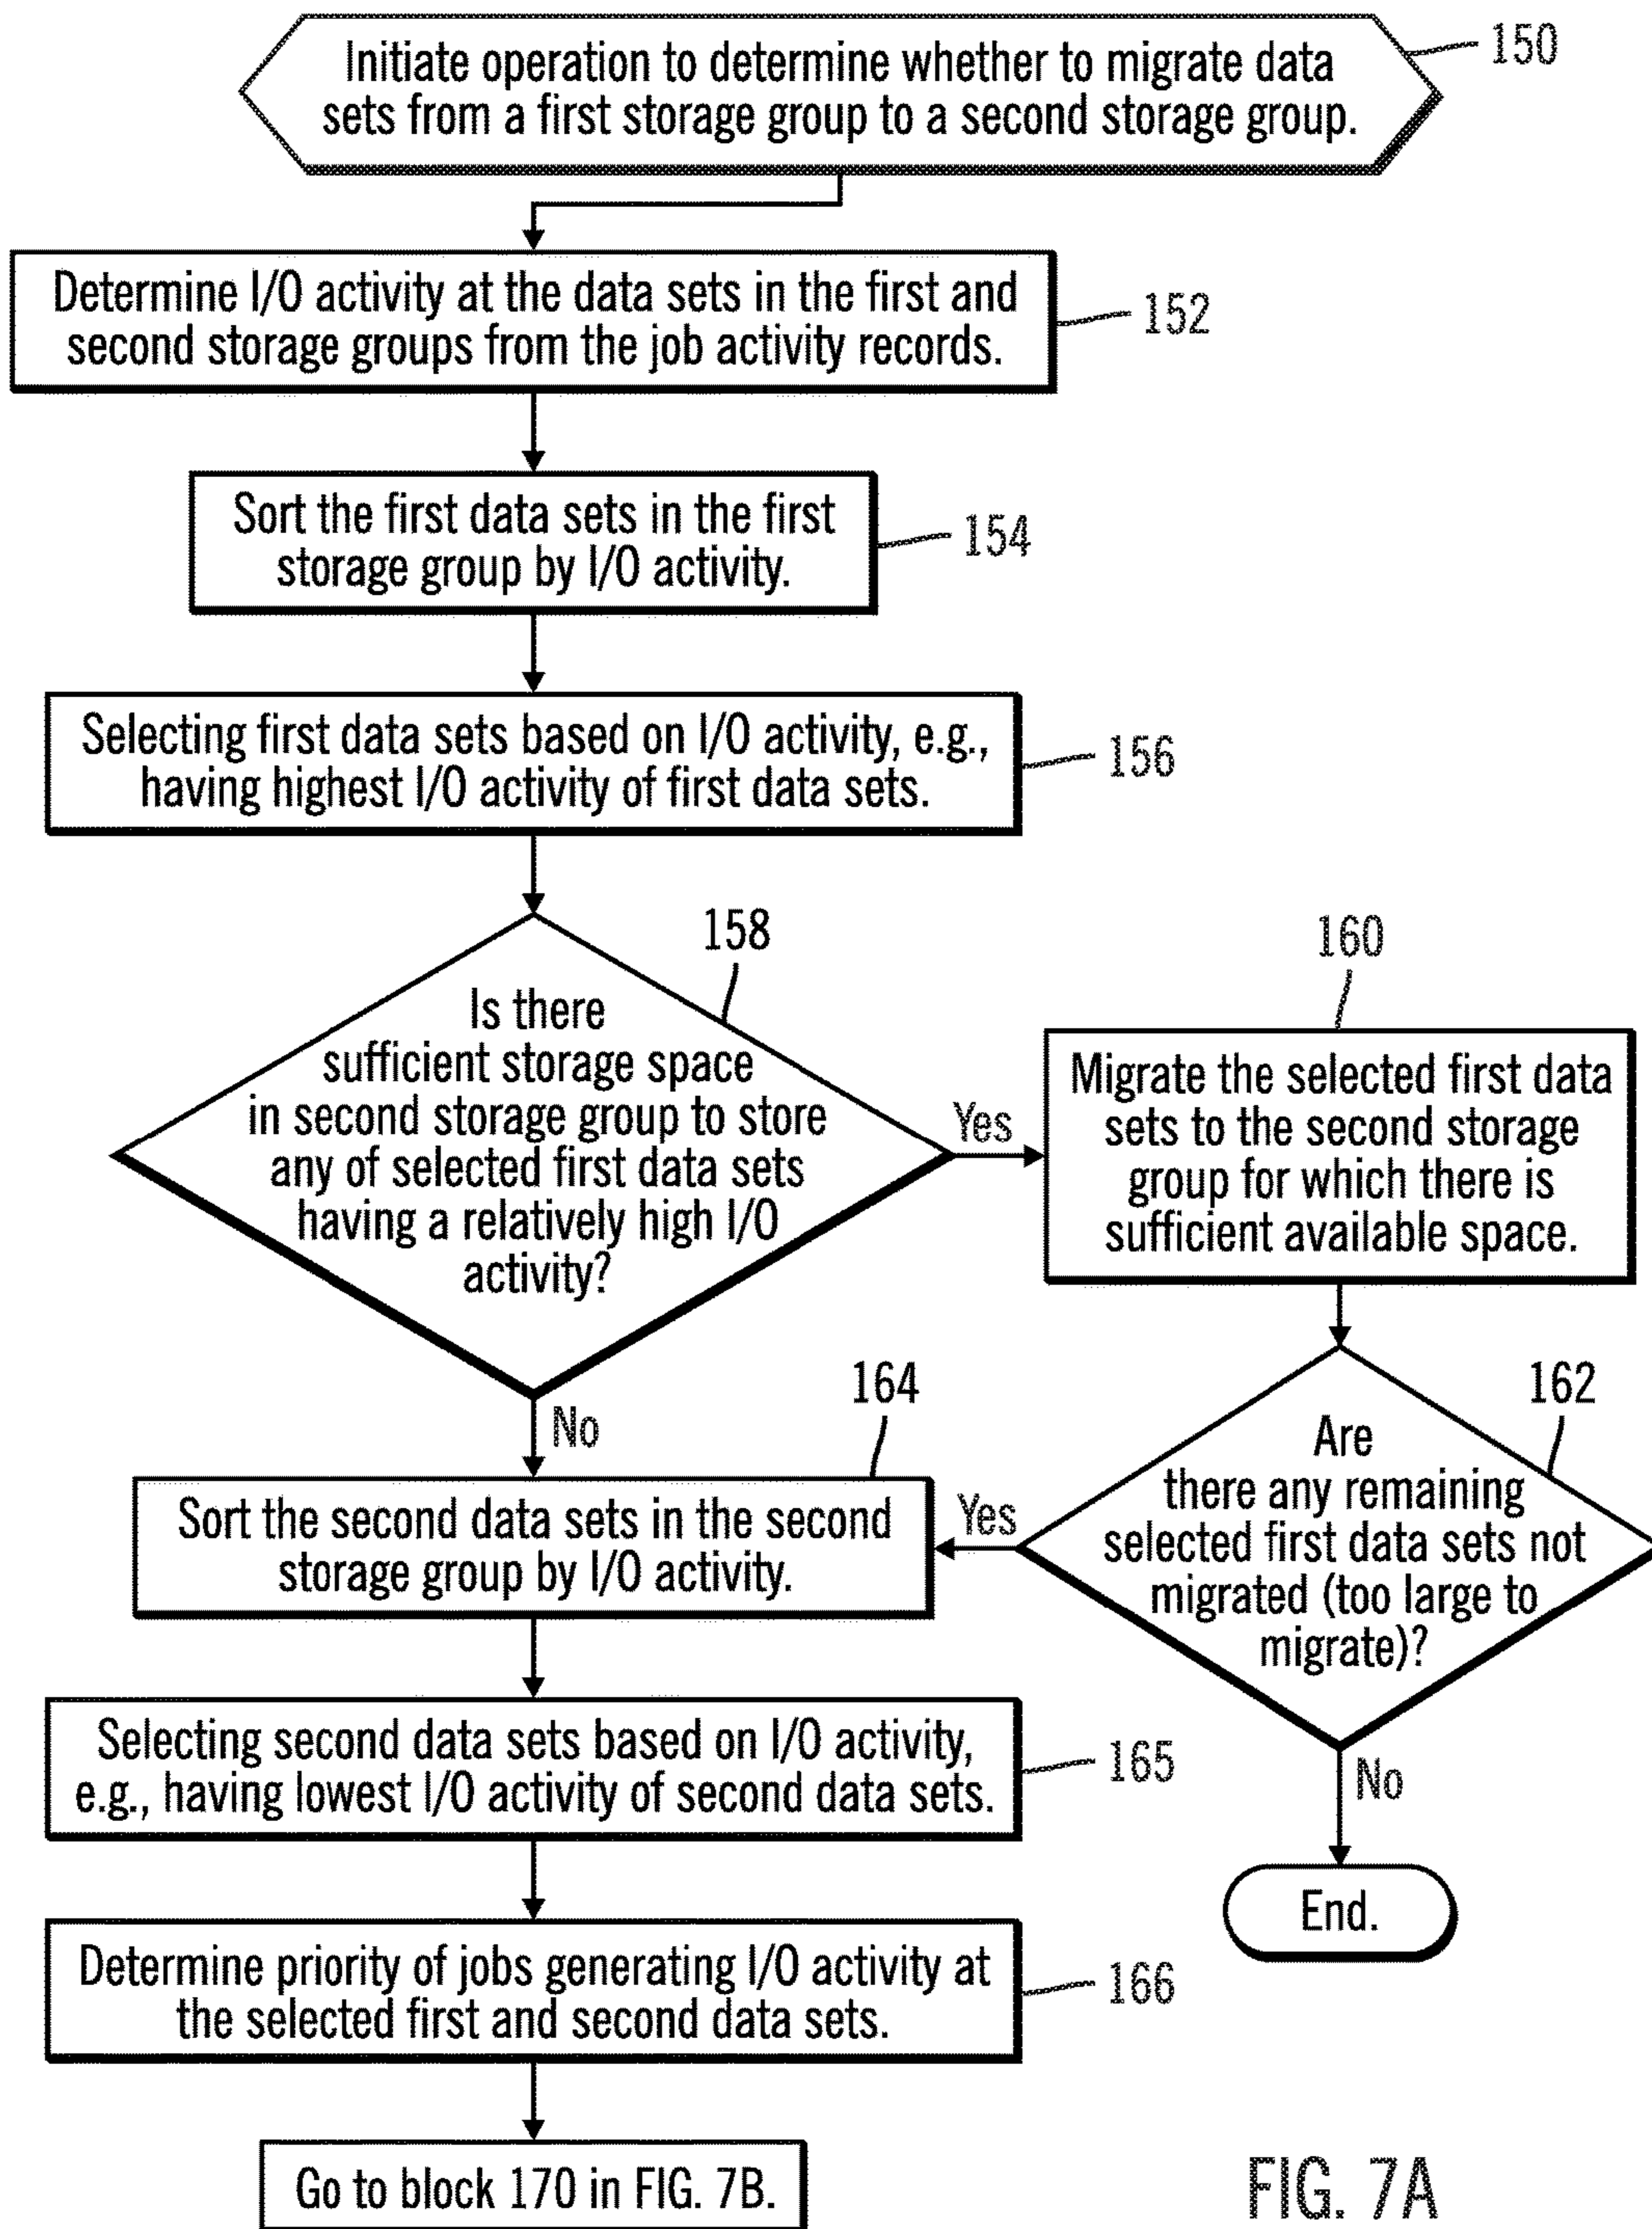 Initiate operation to determine whether to migrate data
sets from a first storage group to a second storage group.
150
Determine I/O activity at the data sets in the first and
second storage groups from the job activity records.
152
Sort the first data sets in the first
storage group by I/O activity.
154
Selecting first data sets based on I/O activity, e.g.,
having highest I/O activity of first data sets.
156
158
Is there
sufficient storage space
in second storage group to store
any of selected first data sets
having a relatively high I/O
activity?
Yes
160
Migrate the selected first data
sets to the second storage
group for which there is
sufficient available space.
No
164
162
Are
there any remaining
selected first data sets not
migrated (too large to
migrate)?
Yes
Sort the second data sets in the second
storage group by I/O activity.
Selecting second data sets based on I/O activity,
e.g., having lowest I/O activity of second data sets.
165
No
End.
Determine priority of jobs generating I/O activity at
the selected first and second data sets.
166
Go to block 170 in FIG. 7B.
FIG. 7A